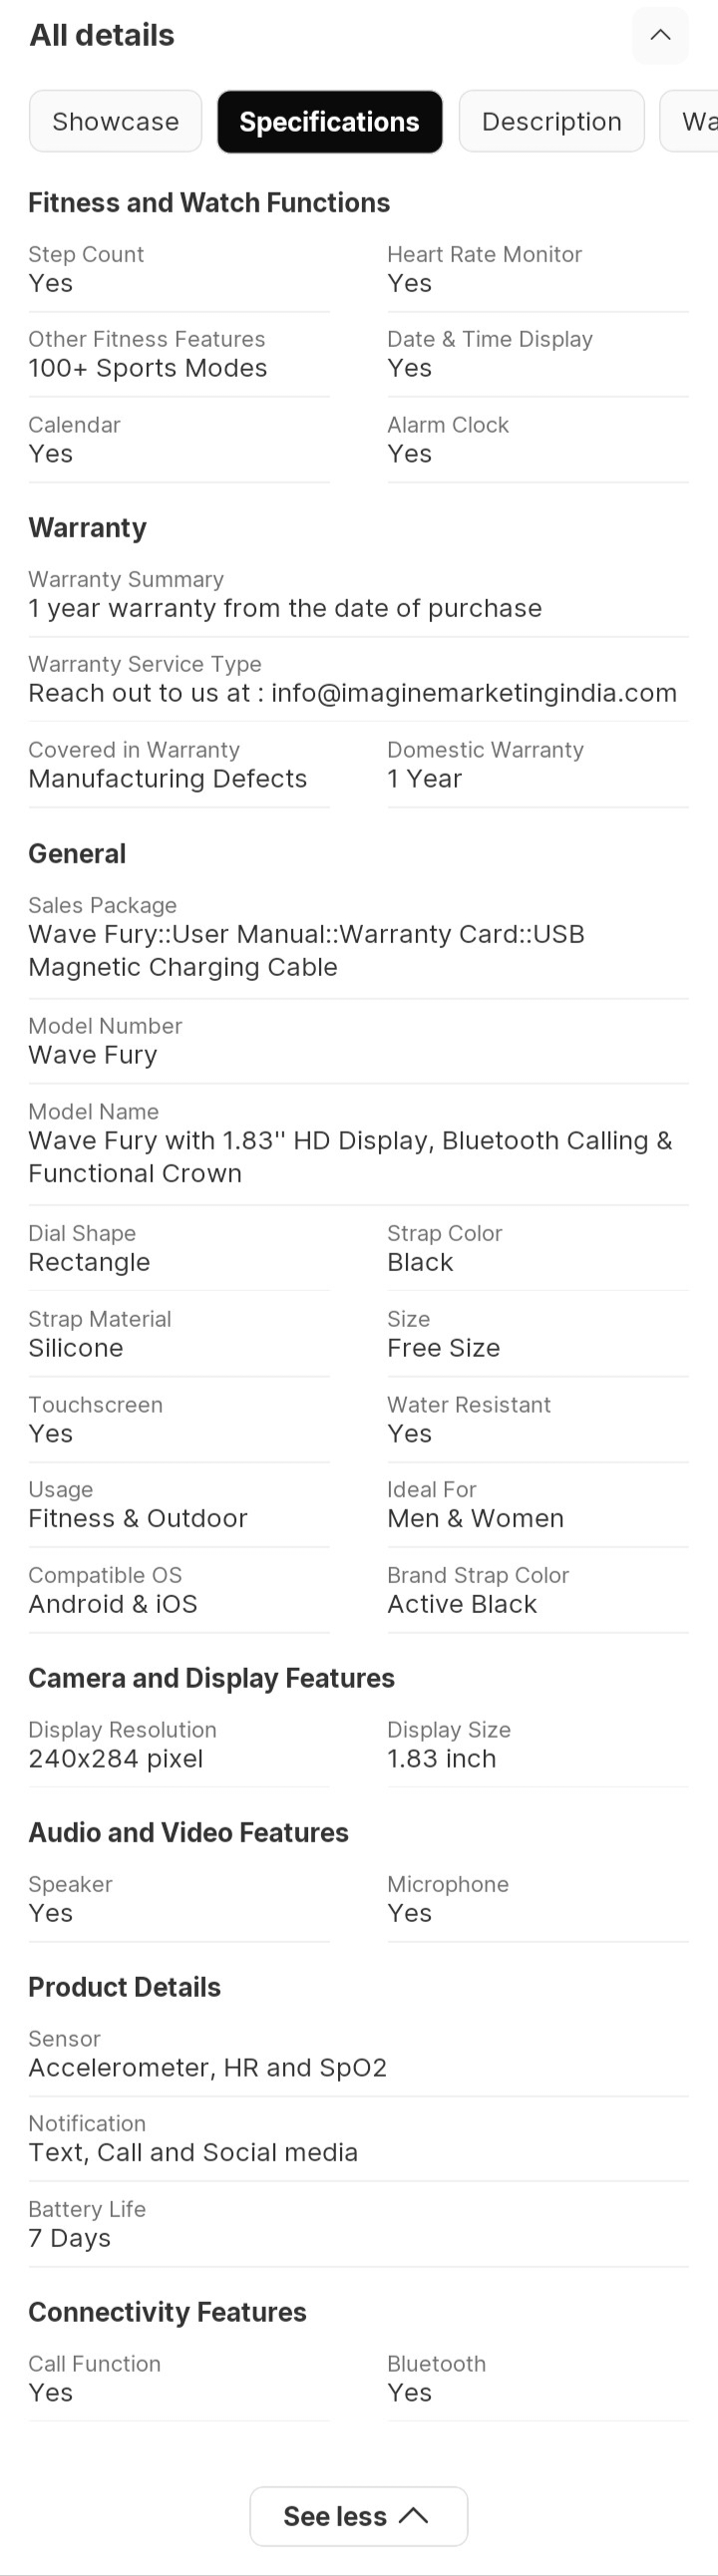 All details
Showcase
Specifications
Description
Wa
Fitness and Watch Functions
Step Count
Yes
Heart Rate Monitor
Yes
Other Fitness Features
100+ Sports Modes
Date & Time Display
Yes
Calendar
Yes
Alarm Clock
Yes
Warranty
Warranty Summary
1 year warranty from the date of purchase
Warranty Service Type
Reach out to us at : info@imaginemarketingindia.com
Covered in Warranty
Manufacturing Defects
Domestic Warranty
1 Year
General
Sales Package
Wave Fury::User Manual::Warranty Card::USB
Magnetic Charging Cable
Model Number
Wave Fury
Model Name
Wave Fury with 1.83'' HD Display, Bluetooth Calling &
Functional Crown
Dial Shape
Rectangle
Strap Color
Black
Strap Material
Silicone
Size
Free Size
Touchscreen
Yes
Water Resistant
Yes
Usage
Fitness & Outdoor
Ideal For
Men & Women
Compatible OS
Android & iOS
Brand Strap Color
Active Black
Camera and Display Features
Display Resolution
240x284 pixel
Display Size
1.83 inch
Audio and Video Features
Speaker
Yes
Microphone
Yes
Product Details
Sensor
Accelerometer, HR and SpO2
Notification
Text, Call and Social media
Battery Life
7 Days
Connectivity Features
Call Function
Yes
Bluetooth
Yes
See less